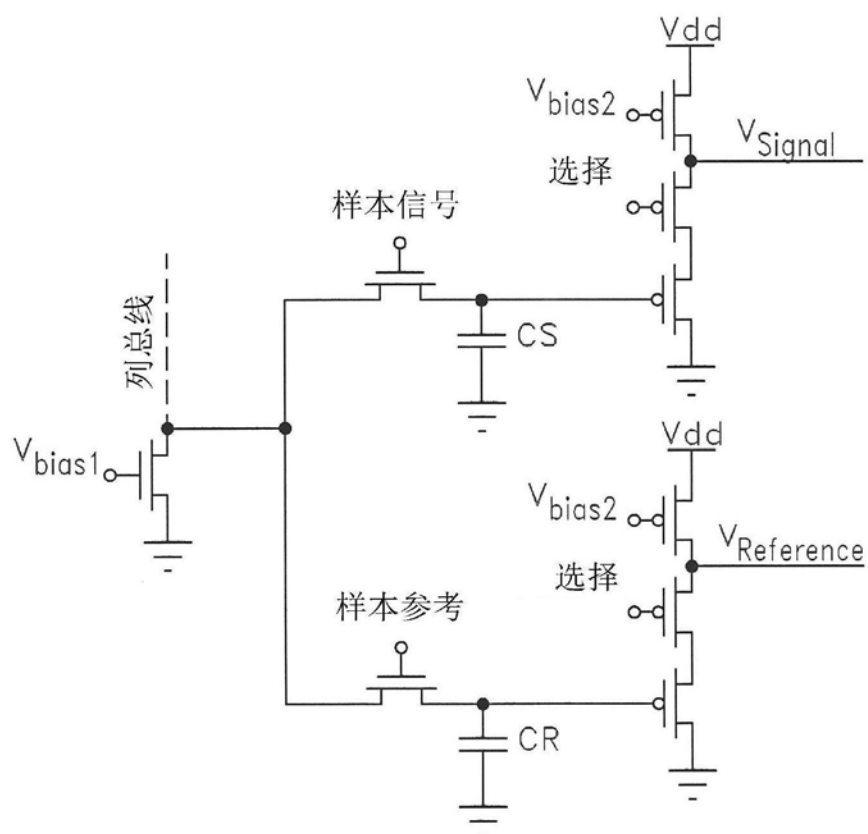 Vdd
Vbias2
VSignal
选择
样本信号
列总线
CS
Vbias1
Vdd
Vbias2
VReference
选择
样本参考
CR